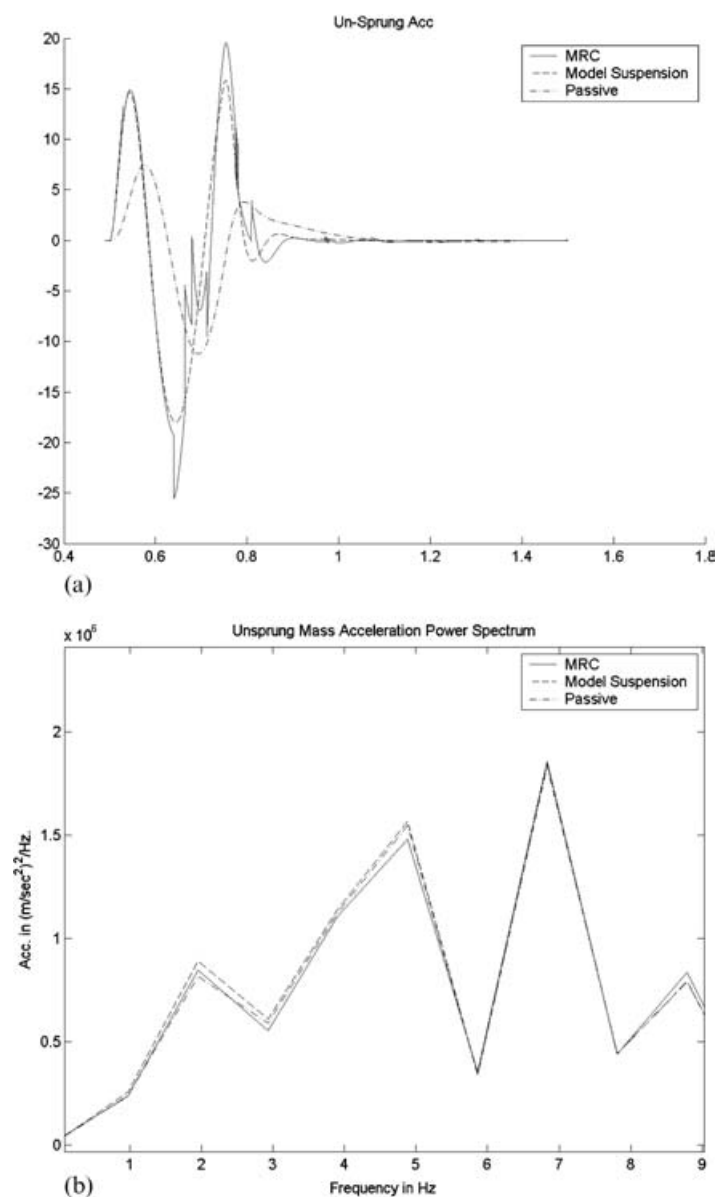 Un-Sprung Acc
MRC
Model Suspension
Passive
20
15
10
5
0
-5
-10
-15
-20
-25
-30
0.4 0.6 0.8 1 1.2 1.4 1.6 1.8
(a)
Unsprung Mass Acceleration Power Spectrum
x 10^6
MRC
Model Suspension
Passive
2
1.5
1
0.5
0
Acc. in (m/sec^2)^2/Hz.
1 2 3 4 5 6 7 8 9
Frequency in Hz
(b)